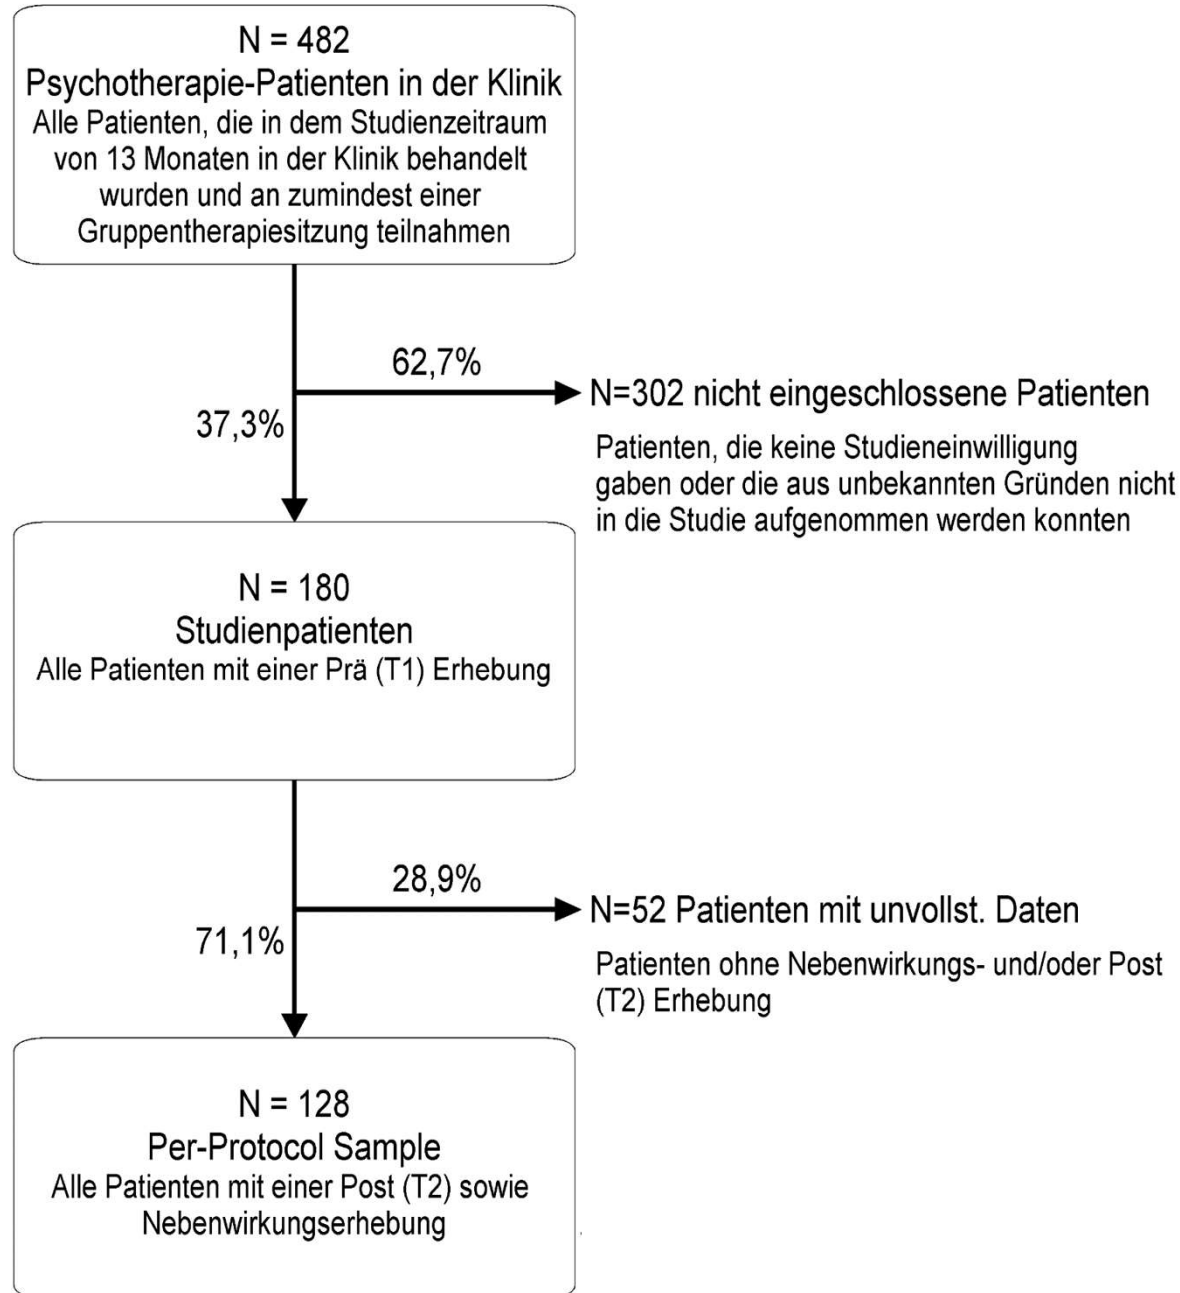 N = 482
Psychotherapie-Patienten in der Klinik
Alle Patienten, die in dem Studienzeitraum
von 13 Monaten in der Klinik behandelt
wurden und an zumindest einer
Gruppentherapiesitzung teilnahmen
62,7%
N=302 nicht eingeschlossene Patienten
37,3%
Patienten, die keine Studieneinwilligung
gaben oder die aus unbekannten Gründen nicht
in die Studie aufgenommen werden konnten
N = 180
Studienpatienten
Alle Patienten mit einer Prä (T1) Erhebung
28,9%
N=52 Patienten mit unvollst. Daten
71,1%
Patienten ohne Nebenwirkungs- und/oder Post
(T2) Erhebung
N = 128
Per-Protocol Sample
Alle Patienten mit einer Post (T2) sowie
Nebenwirkungserhebung